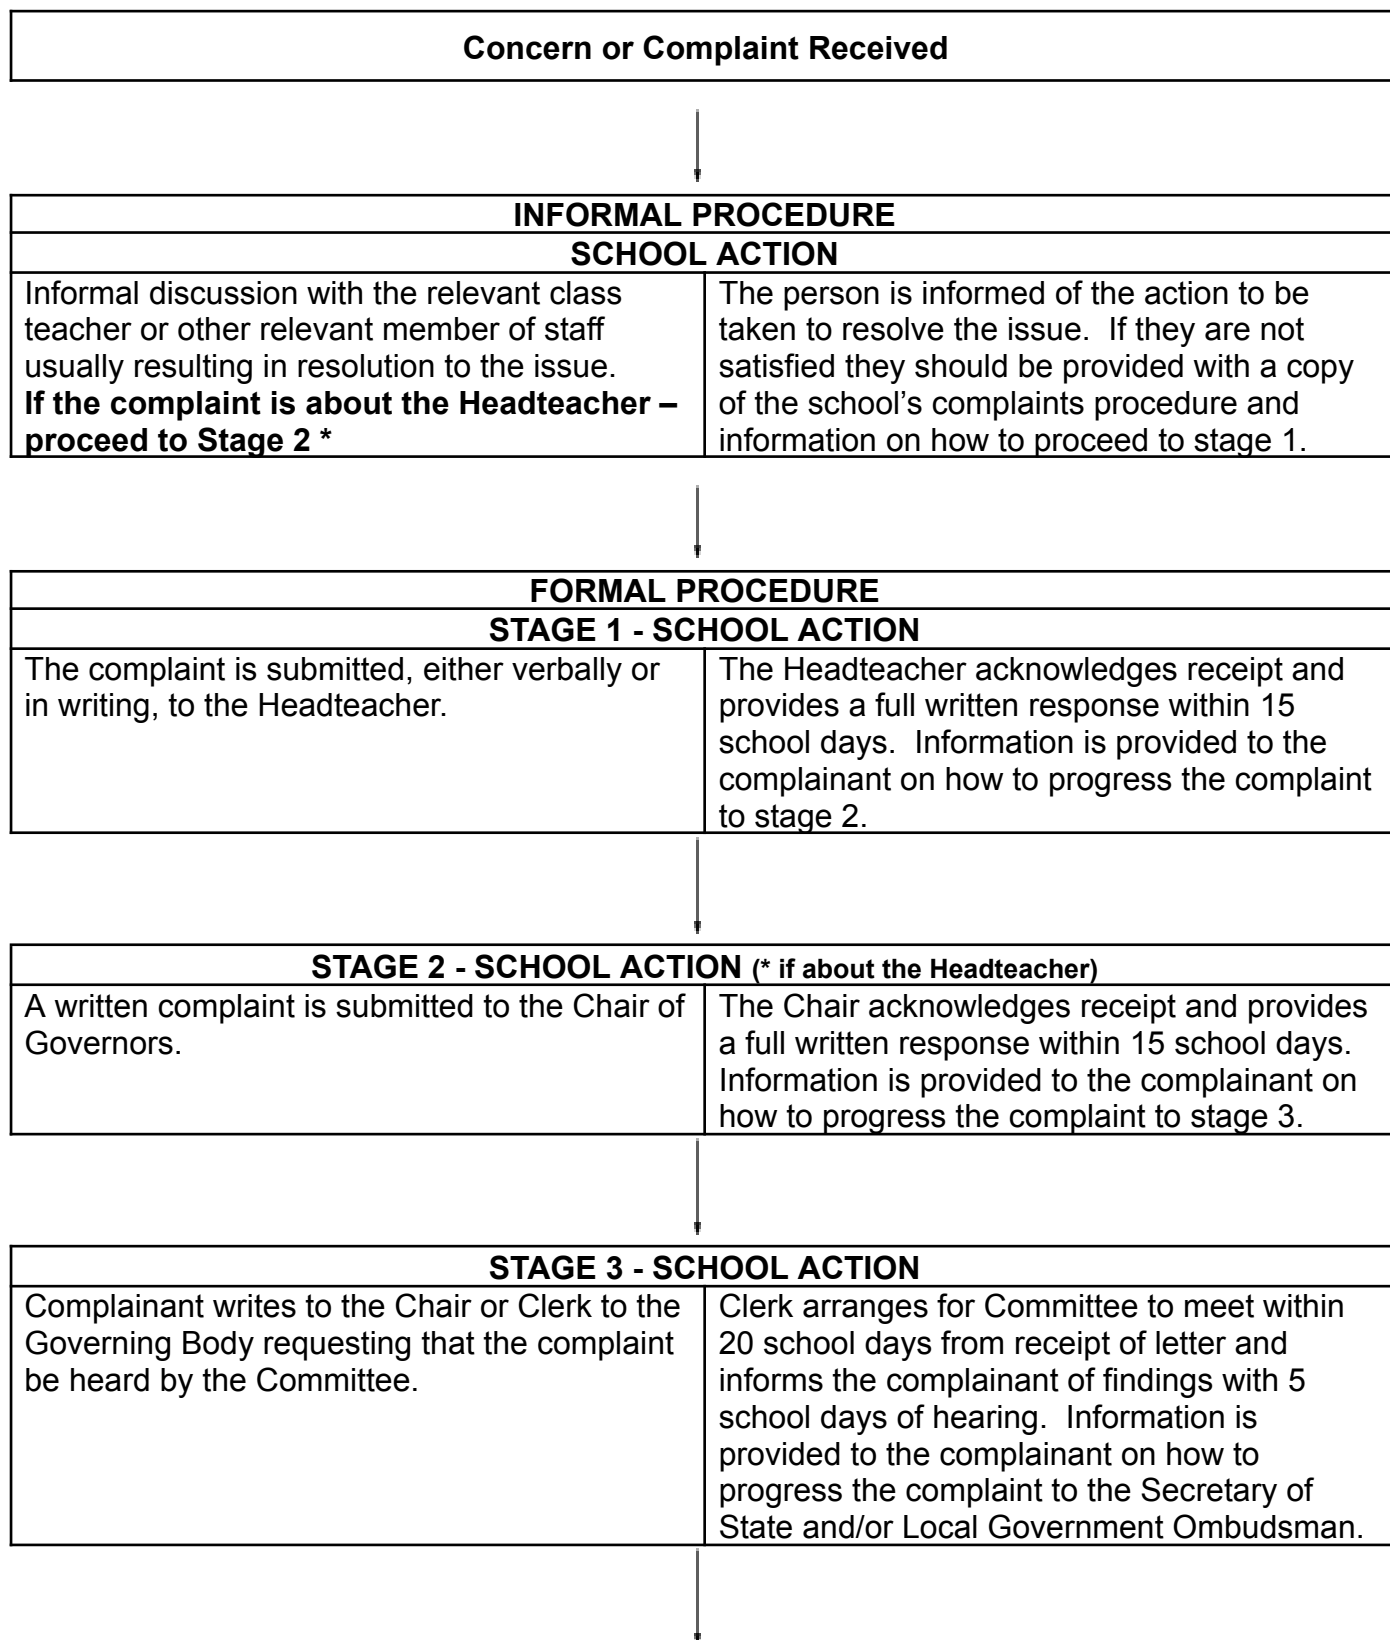 Concern or Complaint Received
INFORMAL PROCEDURE
SCHOOL ACTION
Informal discussion with the relevant class
teacher or other relevant member of staff
usually resulting in resolution to the issue.
If the complaint is about the Headteacher –
proceed to Stage 2 *
The person is informed of the action to be
taken to resolve the issue.  If they are not
satisfied they should be provided with a copy
of the school’s complaints procedure and
information on how to proceed to stage 1.
FORMAL PROCEDURE
STAGE 1 - SCHOOL ACTION
The complaint is submitted, either verbally or
in writing, to the Headteacher.
The Headteacher acknowledges receipt and
provides a full written response within 15
school days.  Information is provided to the
complainant on how to progress the complaint
to stage 2.
STAGE 2 - SCHOOL ACTION (* if about the Headteacher)
A written complaint is submitted to the Chair of
Governors.
The Chair acknowledges receipt and provides
a full written response within 15 school days.
Information is provided to the complainant on
how to progress the complaint to stage 3.
STAGE 3 - SCHOOL ACTION
Complainant writes to the Chair or Clerk to the
Governing Body requesting that the complaint
be heard by the Committee.
Clerk arranges for Committee to meet within
20 school days from receipt of letter and
informs the complainant of findings with 5
school days of hearing.  Information is
provided to the complainant on how to
progress the complaint to the Secretary of
State and/or Local Government Ombudsman.